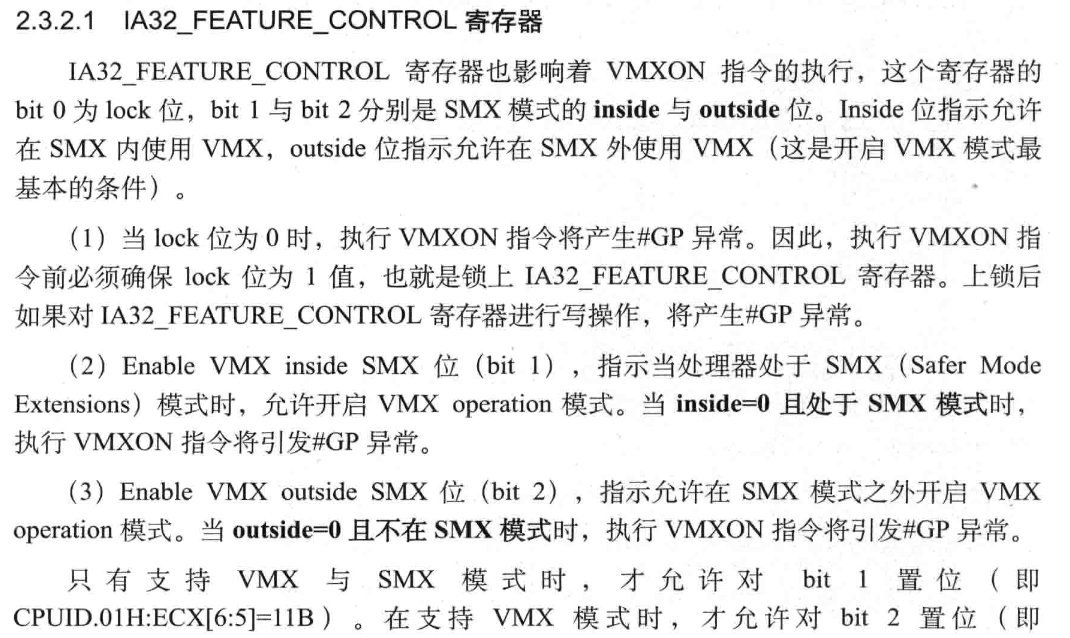 2.3.2.1 IA32_FEATURE_CONTROL 寄存器
IA32_FEATURE_CONTROL 寄存器也影响着 VMXON 指令的执行，这个寄存器的
bit 0 为 lock 位，bit 1 与 bit 2 分别是 SMX 模式的 inside 与 outside 位。Inside 位指示允许
在 SMX 内使用 VMX，outside 位指示允许在 SMX 外使用 VMX（这是开启 VMX 模式最
基本的条件）。
（1）当 lock 位为 0 时，执行 VMXON 指令将产生#GP 异常。因此，执行 VMXON 指
令前必须确保 lock 位为 1 值，也就是锁上 IA32_FEATURE_CONTROL 寄存器。上锁后
如果对 IA32_FEATURE_CONTROL 寄存器进行写操作，将产生#GP 异常。
（2）Enable VMX inside SMX 位（bit 1），指示当处理器处于 SMX（Safer Mode
Extensions）模式时，允许开启 VMX operation 模式。当 inside=0 且处于 SMX 模式时，
执行 VMXON 指令将引发#GP 异常。
（3）Enable VMX outside SMX 位（bit 2），指示允许在 SMX 模式之外开启 VMX
operation 模式。当 outside=0 且不在 SMX 模式时，执行 VMXON 指令将引发#GP 异常。
只有支持 VMX 与 SMX 模式时，才允许对 bit 1 置位（即
CPUID.01H:ECX[6:5]=11B）。在支持 VMX 模式时，才允许对 bit 2 置位（即